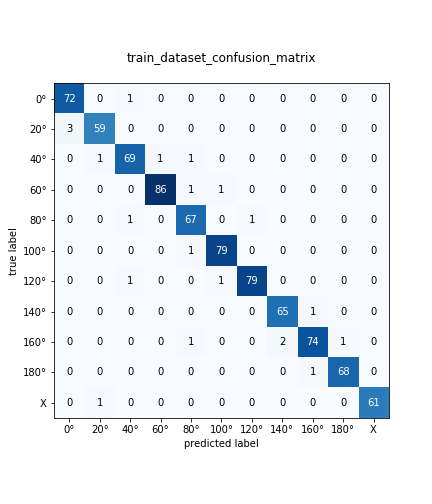 train_dataset_confusion_matrix
0° 72 0 1 0 0 0 0 0 0 0 0
20° 3 59 0 0 0 0 0 0 0 0 0
40° 0 1 69 1 1 0 0 0 0 0 0
60° 0 0 0 86 1 1 0 0 0 0 0
80° 0 0 1 0 67 0 1 0 0 0 0
100° 0 0 0 0 1 79 0 0 0 0 0
120° 0 0 1 0 0 1 79 0 0 0 0
140° 0 0 0 0 0 0 0 65 1 0 0
160° 0 0 0 0 1 0 0 2 74 1 0
180° 0 0 0 0 0 0 0 0 1 68 0
X 0 1 0 0 0 0 0 0 0 0 61
0° 20° 40° 60° 80° 100° 120° 140° 160° 180° X
predicted label
true label